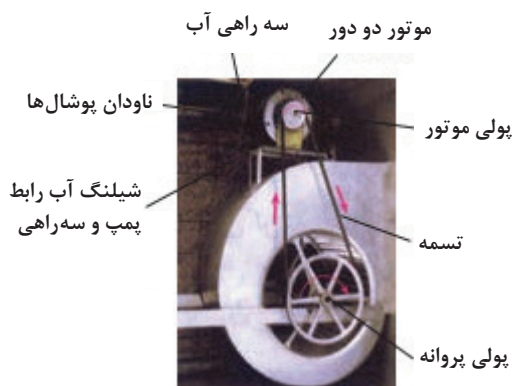 سه راهی آب
موتور دو دور
ناودان پوشال‌ها
پولی موتور
شیلنگ آب رابط
پمپ و سه‌راهی
تسمه
پولی پروانه